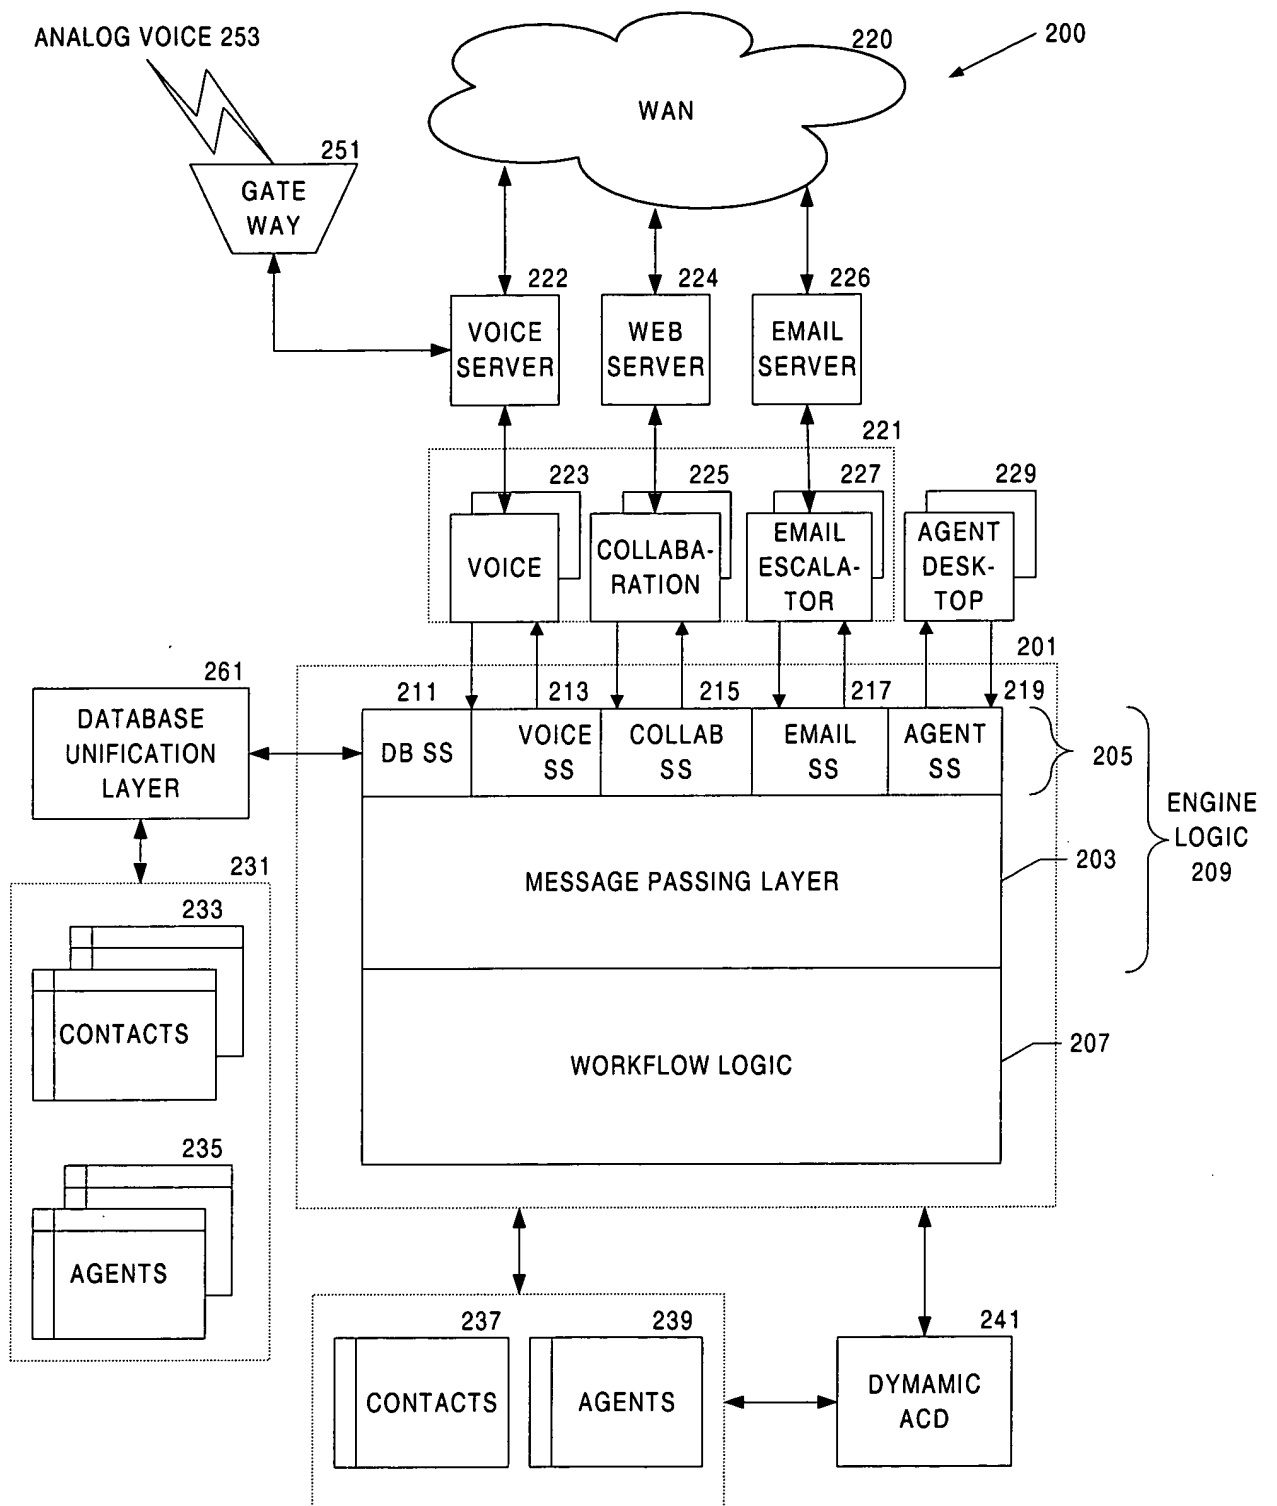 ANALOG VOICE 253
220
200
WAN
251
GATE
WAY
222
224
226
VOICE
SERVER
WEB
SERVER
EMAIL
SERVER
221
223
225
227
229
VOICE
COLLABA-
RATION
EMAIL
ESCALA-
TOR
AGENT
DESK-
TOP
201
261
211
213
215
217
219
DATABASE
UNIFICATION
LAYER
DB SS
VOICE
SS
COLLAB
SS
EMAIL
SS
AGENT
SS
205
ENGINE
LOGIC
209
MESSAGE PASSING LAYER
203
231
233
CONTACTS
WORKFLOW LOGIC
207
235
AGENTS
237
239
241
CONTACTS
AGENTS
DYMAMIC
ACD